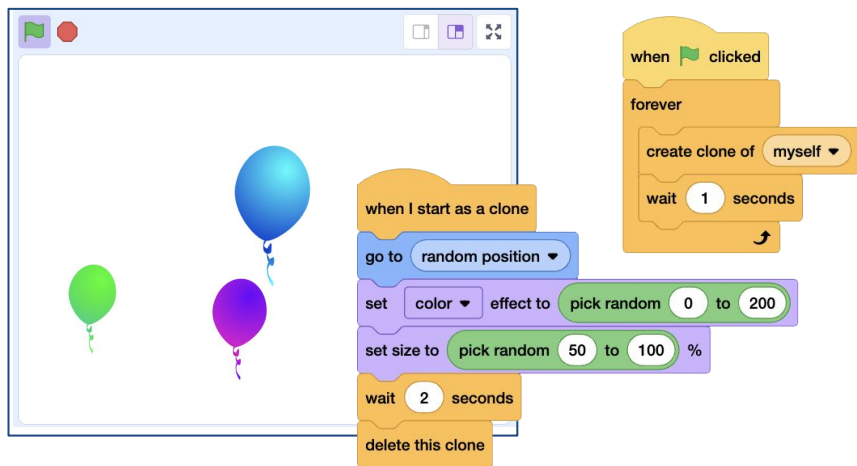 when clicked
forever
create clone of myself
wait 1 seconds
when I start as a clone
go to random position
set color effect to pick random 0 to 200
set size to pick random 50 to 100 %
wait 2 seconds
delete this clone